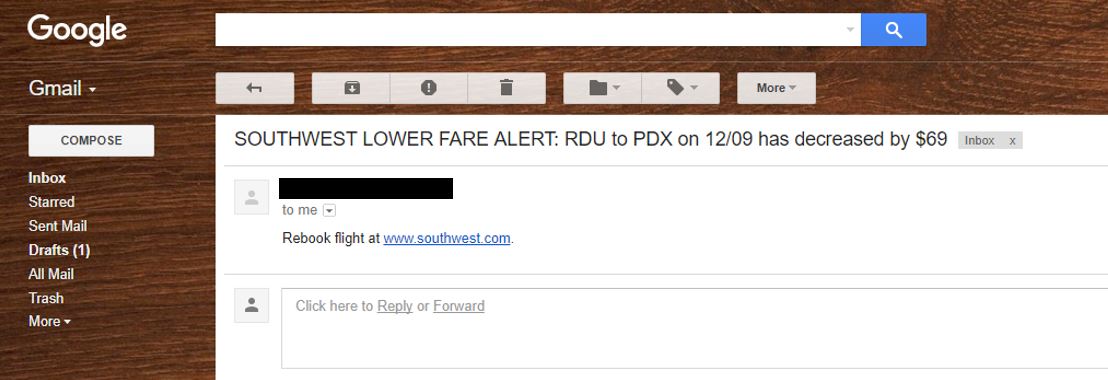 Google
Gmail
More
COMPOSE
SOUTHWEST LOWER FARE ALERT: RDU to PDX on 12/09 has decreased by $69 Inbox x
Inbox
Starred
Sent Mail
Drafts (1)
All Mail
Trash
More
to me
Rebook flight at www.southwest.com.
Click here to Reply or Forward